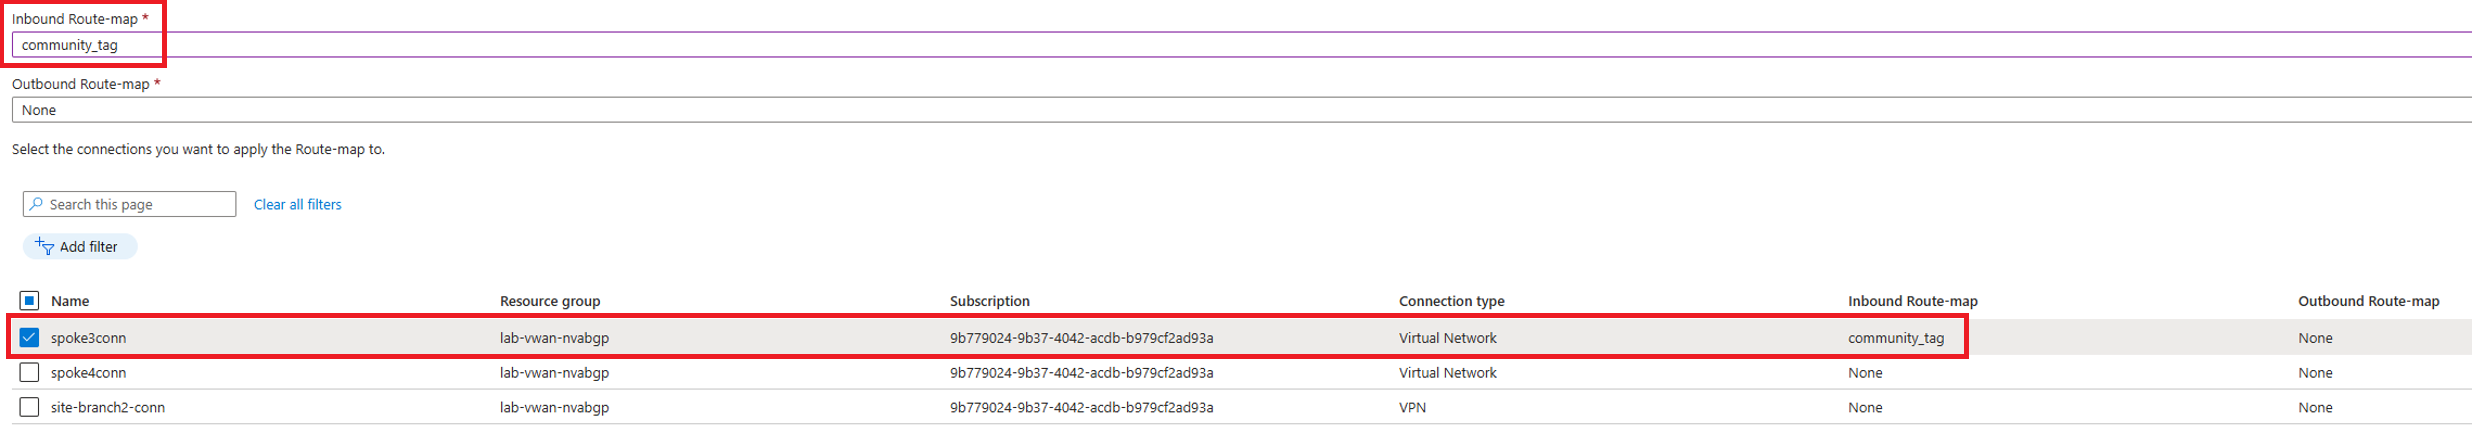 Inbound Route-map *
community_tag
Outbound Route-map *
None
Select the connections you want to apply the Route-map to.
Search this page Clear all filters
Add filter
Name Resource group Subscription Connection type Inbound Route-map Outbound Route-map
spoke3conn lab-vwan-nvabgp 9b779024-9b37-4042-acdb-b979cf2ad93a Virtual Network community_tag None
spoke4conn lab-vwan-nvabgp 9b779024-9b37-4042-acdb-b979cf2ad93a Virtual Network None None
site-branch2-conn lab-vwan-nvabgp 9b779024-9b37-4042-acdb-b979cf2ad93a VPN None None